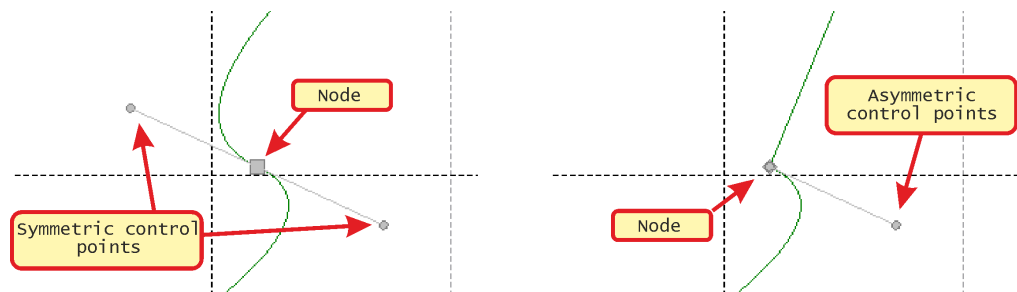 Node
Symmetric control
points
Asymmetric
control points
Node